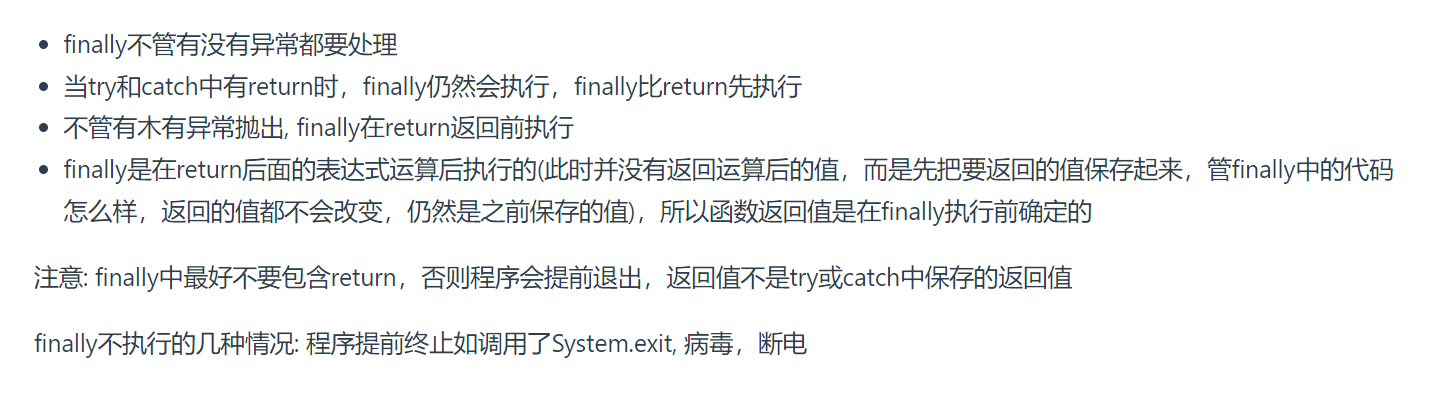 finally不管有没有异常都要处理
当try和catch中有return时，finally仍然会执行，finally比return先执行
不管有木有异常抛出, finally在return返回前执行
finally是在return后面的表达式运算后执行的(此时并没有返回运算后的值，而是先把要返回的值保存起来，管finally中的代码
怎么样，返回的值都不会改变，仍然是之前保存的值)，所以函数返回值是在finally执行前确定的
注意: finally中最好不要包含return，否则程序会提前退出，返回值不是try或catch中保存的返回值
finally不执行的几种情况: 程序提前终止如调用了System.exit, 病毒，断电